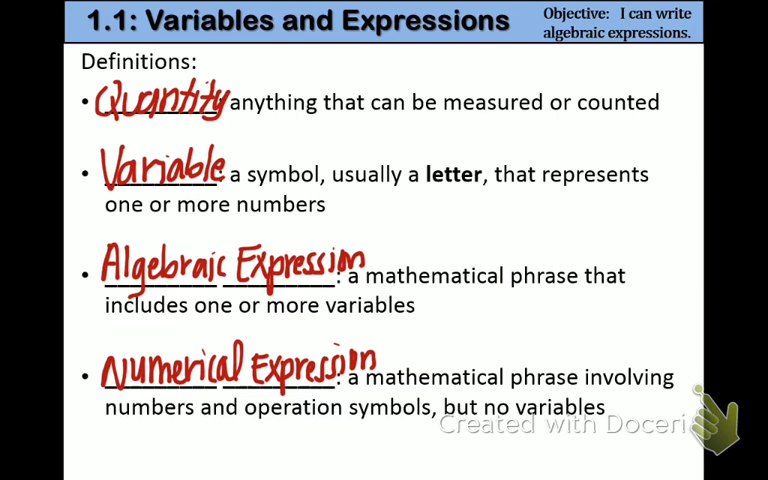 1.1: Variables and Expressions
Objective: I can write
algebraic expressions.
Definitions:
• Quantity anything that can be measured or counted
• Variable: a symbol, usually a letter, that represents
one or more numbers
• Algebraic Expression: a mathematical phrase that
includes one or more variables
• Numerical Expression: a mathematical phrase involving
numbers and operation symbols, but no variables
Created with Doceri